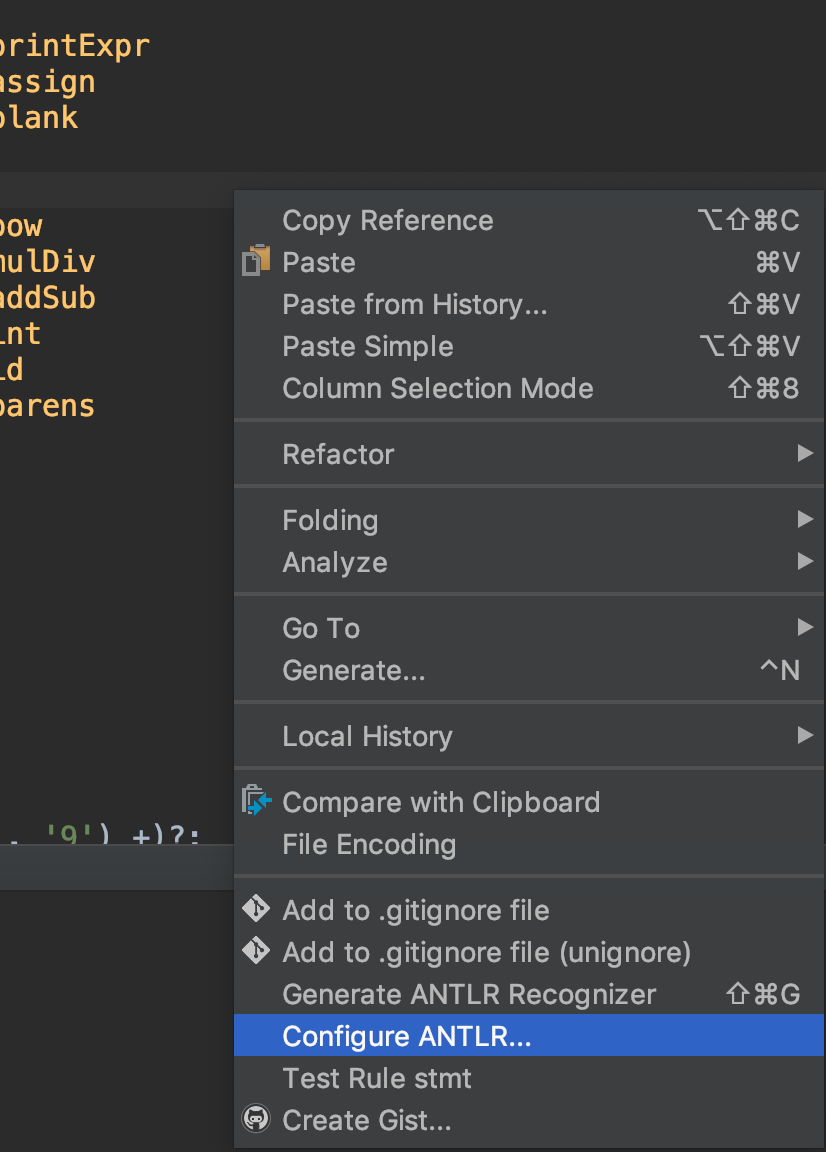 printExpr
assign
blank
pow
mulDiv
addSub
int
id
parens
. '9') +)?;
Copy Reference ⌥⇧⌘C
Paste ⌘V
Paste from History... ⇧⌘V
Paste Simple ⌥⇧⌘V
Column Selection Mode ⇧⌘8
Refactor
Folding
Analyze
Go To
Generate... ^N
Local History
Compare with Clipboard
File Encoding
Add to .gitignore file
Add to .gitignore file (unignore)
Generate ANTLR Recognizer ⇧⌘G
Configure ANTLR...
Test Rule stmt
Create Gist...